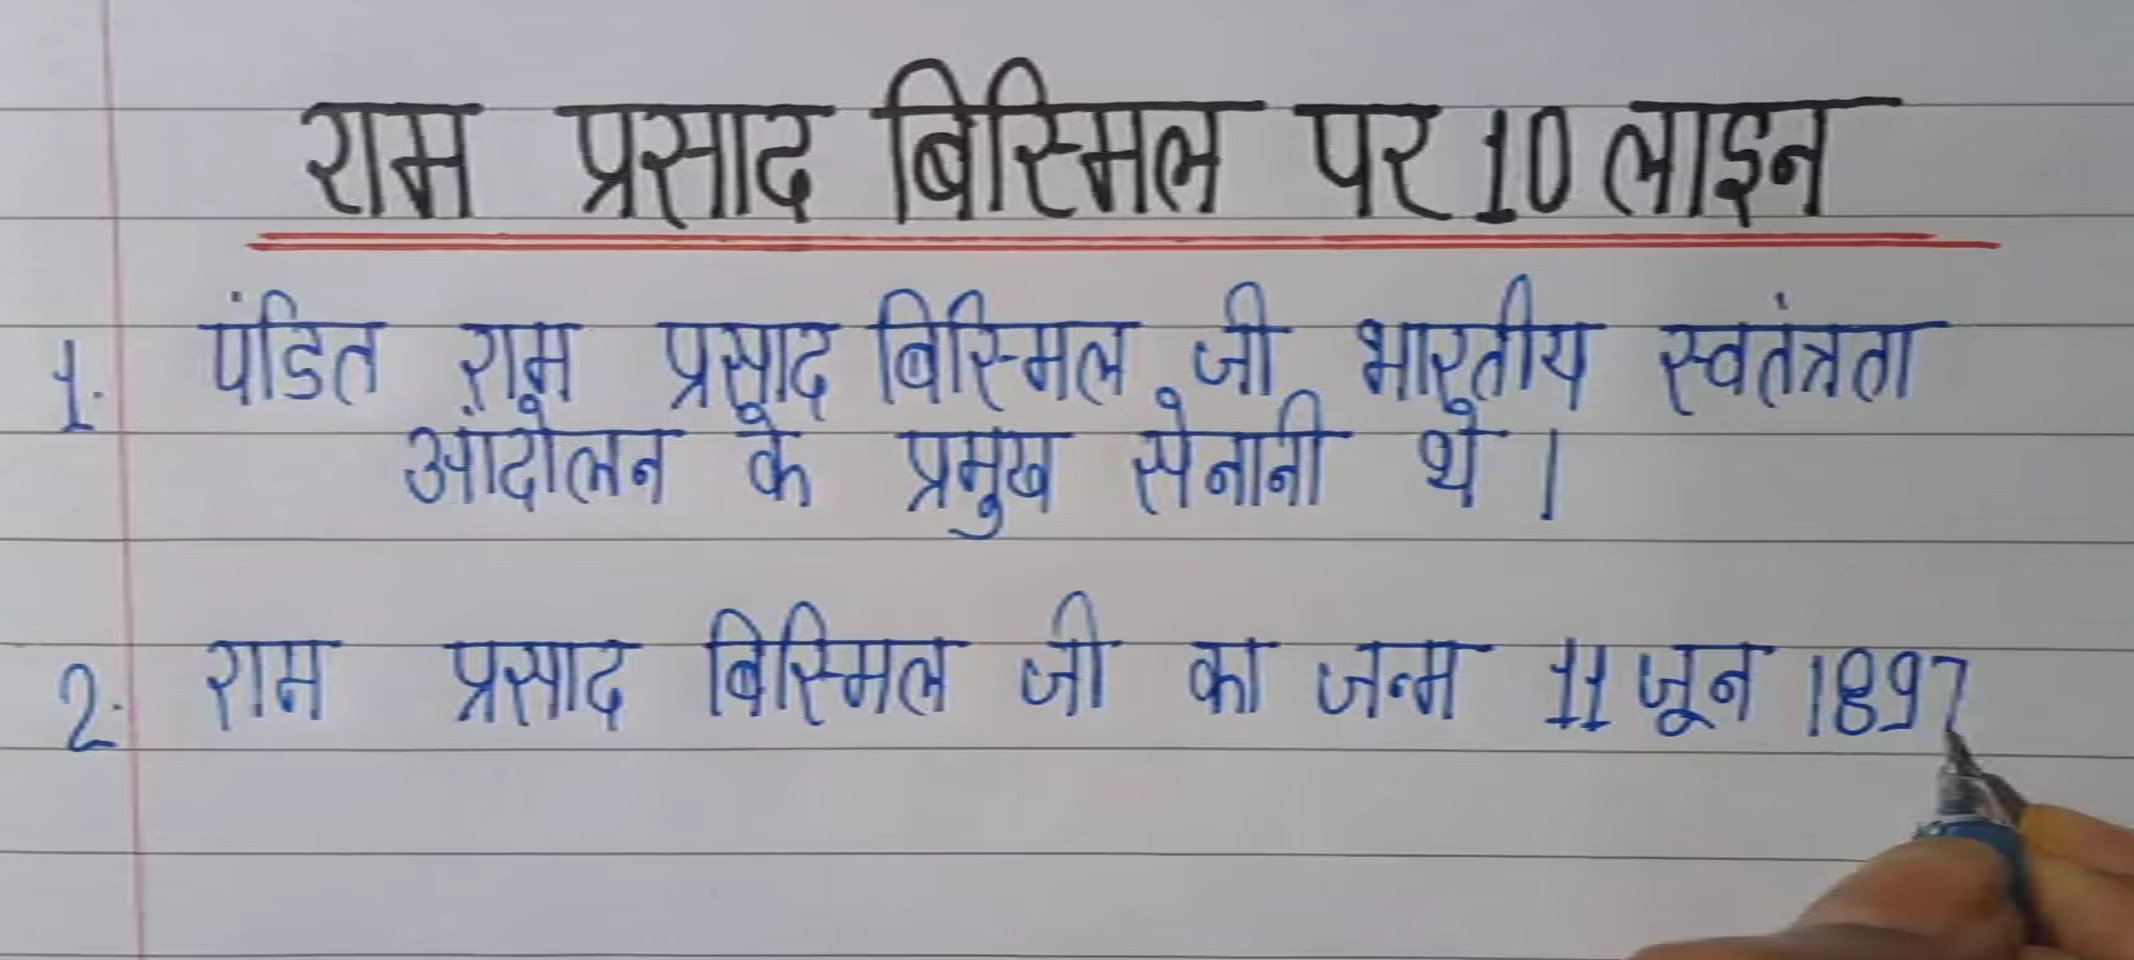 राम प्रसाद बिस्मिल पर 10 लाइन
1. पंडित राम प्रसाद बिस्मिल जी भारतीय स्वतंत्रता
आंदोलन के प्रमुख सेनानी थे।
2. राम प्रसाद बिस्मिल जी का जन्म 11 जून 1897